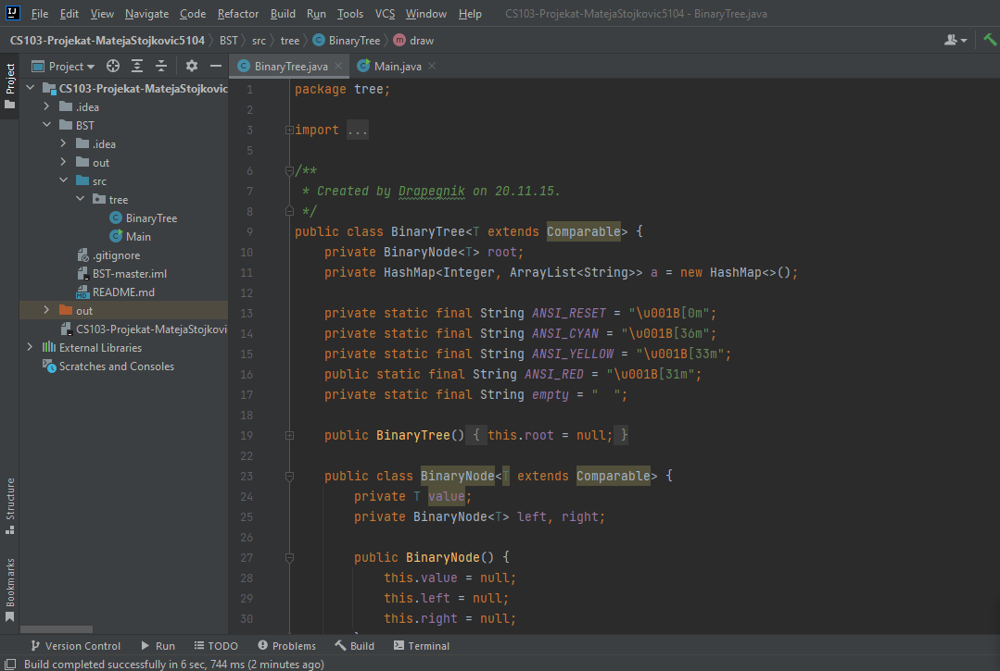 File Edit View Navigate Code Refactor Build Run Tools VCS Window Help CS103-Projekat-MatejaStojkovic5104 - BinaryTree.java
CS103-Projekat-MatejaStojkovic5104 BST src tree BinaryTree draw
Project
BinaryTree.java
Main.java
Project
Structure
Bookmarks
CS103-Projekat-MatejaStojkovic
.idea
BST
.idea
out
src
tree
BinaryTree
Main
.gitignore
BST-master.iml
README.md
out
CS103-Projekat-MatejaStojkovi
External Libraries
Scratches and Consoles
1 package tree;
2
3 import ...
5
6 /**
7 * Created by Drapegnik on 20.11.15.
8 */
9 public class BinaryTree<T extends Comparable> {
10 private BinaryNode<T> root;
11 private HashMap<Integer, ArrayList<String>> a = new HashMap<>();
12
13 private static final String ANSI_RESET = "\u001B[0m";
14 private static final String ANSI_CYAN = "\u001B[36m";
15 private static final String ANSI_YELLOW = "\u001B[33m";
16 public static final String ANSI_RED = "\u001B[31m";
17 private static final String empty = "  ";
18
19 public BinaryTree() { this.root = null; }
22
23 public class BinaryNode<T extends Comparable> {
24 private T value;
25 private BinaryNode<T> left, right;
26
27 public BinaryNode() {
28 this.value = null;
29 this.left = null;
30 this.right = null;
Version Control Run TODO Problems Build Terminal
Build completed successfully in 6 sec, 744 ms (2 minutes ago)